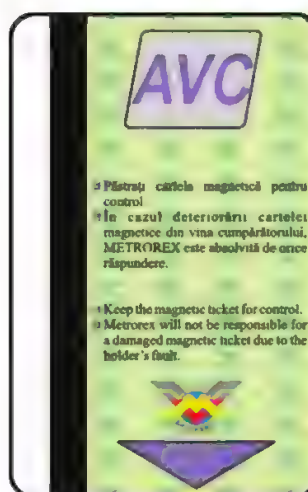 AVC
Păstrați cartela magnetică pentru
control
În cazul deteriorării cartelei
magnetice din vina cumpărătorului,
METROREX este absolvită de orice
răspundere.
Keep the magnetic ticket for control.
Metrorex will not be responsible for
a damaged magnetic ticket due to the
holder's fault.